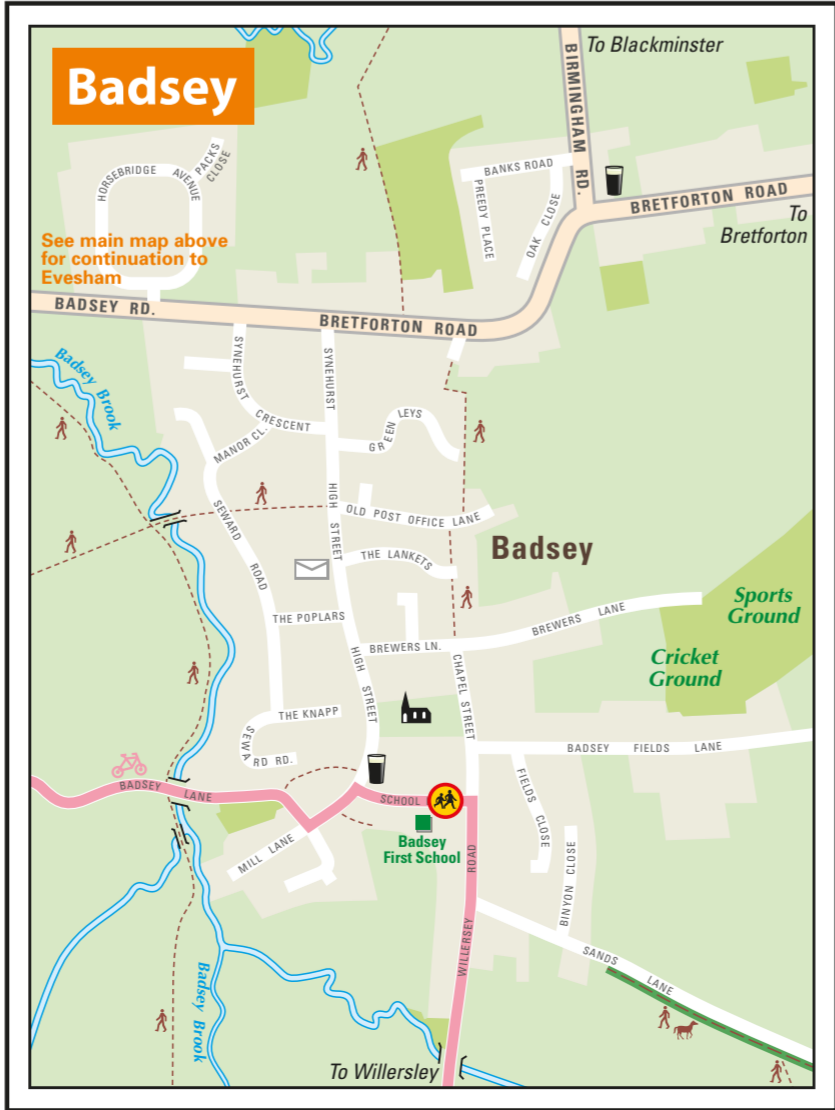 Badsey
To Blackminster
BIRMINGHAM RD.
BANKS ROAD
PREEDY PLACE
OAK CLOSE
BRETFORTON ROAD
To
Bretforton
HORSEBRIDGE AVENUE
PACKS
CLOSE
See main map above
for continuation to
Evesham
BADSEY RD.
BRETFORTON ROAD
Badsey Brook
SYNEHURST
CRESCENT
SYNEHURST
MANOR CL.
GREEN LEYS
SEWARD ROAD
HIGH STREET
OLD POST OFFICE LANE
THE LANKETS
Badsey
THE POPLARS
BREWERS LN.
BREWERS LANE
Sports
Ground
Cricket
Ground
HIGH STREET
CHAPEL STREET
THE KNAPP
SEWARD RD.
BADSEY FIELDS LANE
BADSEY LANE
SCHOOL
Badsey
First School
MILL LANE
FIELDS CLOSE
BINYON CLOSE
WILLERSEY ROAD
SANDS LANE
Badsey Brook
To Willersley